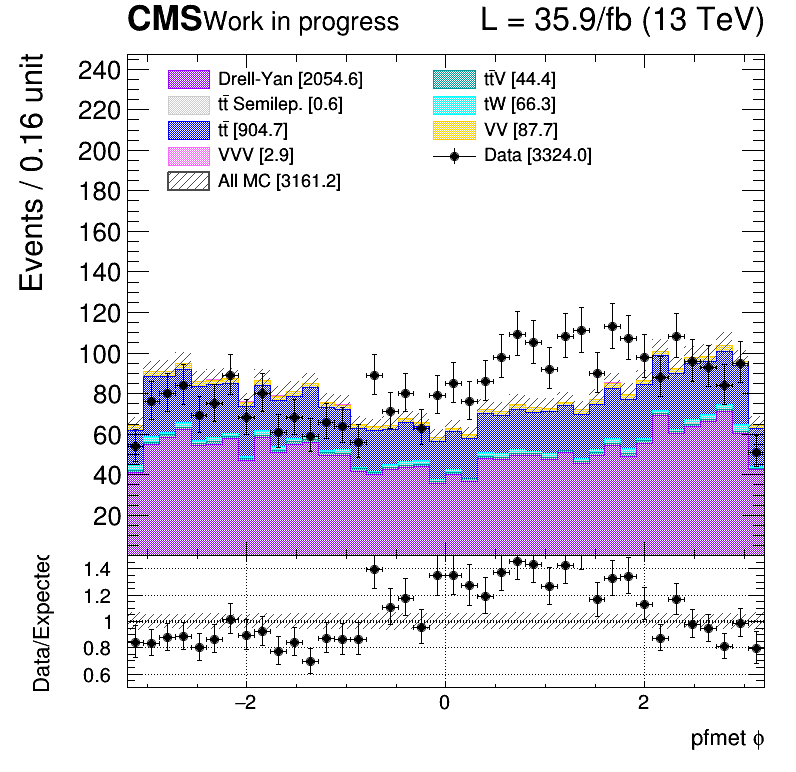 CMS Work in progress L = 35.9/fb (13 TeV)
Events / 0.16 unit
240
220
200
180
160
140
120
100
80
60
40
20
Drell-Yan [2054.6]
tt̄ Semilep. [0.6]
tt̄ [904.7]
VVV [2.9]
All MC [3161.2]
tt̄V [44.4]
tW [66.3]
VV [87.7]
Data [3324.0]
Data/Expected
1.4
1.2
1
0.8
0.6
−2 0 2
pfmet ϕ